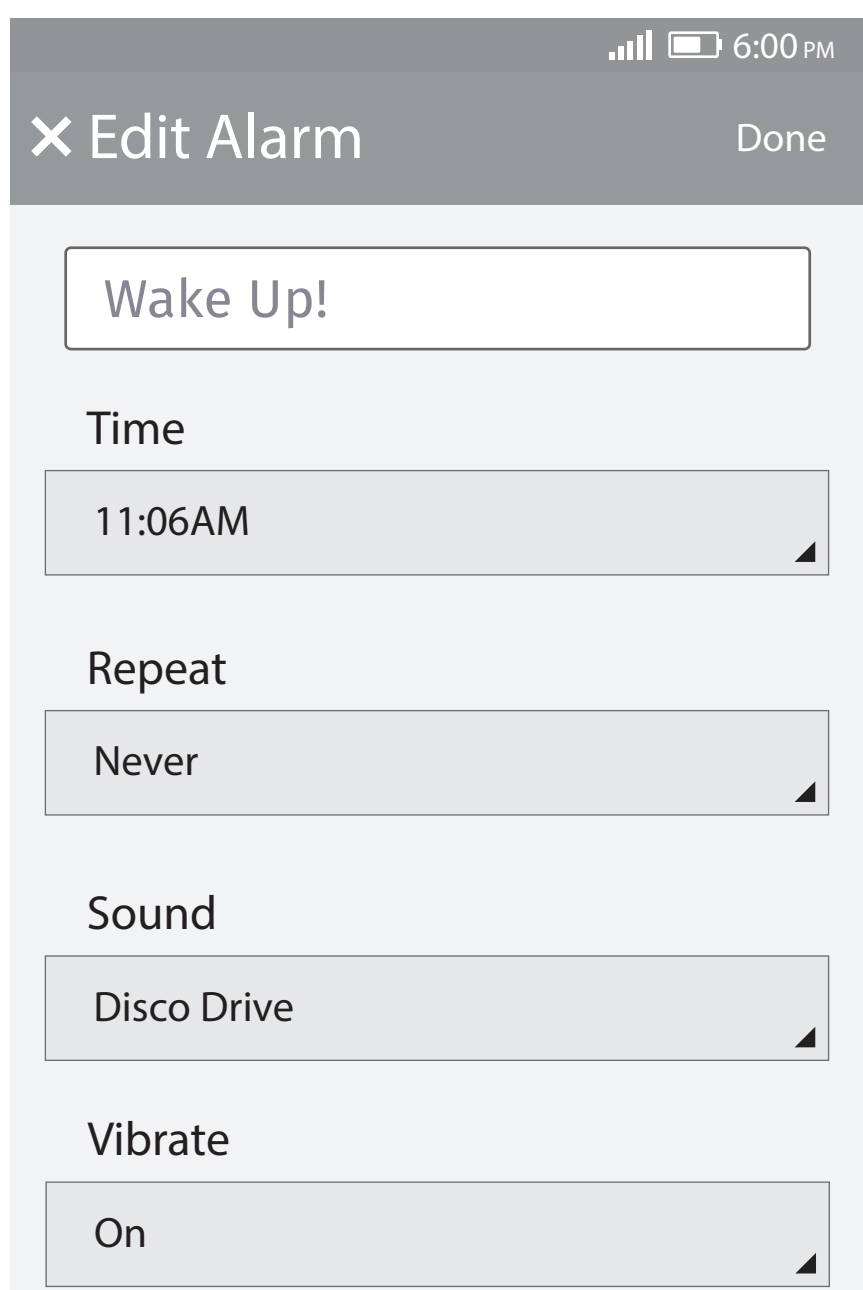 6:00 PM
Edit Alarm Done
Wake Up!
Time
11:06AM
Repeat
Never
Sound
Disco Drive
Vibrate
On